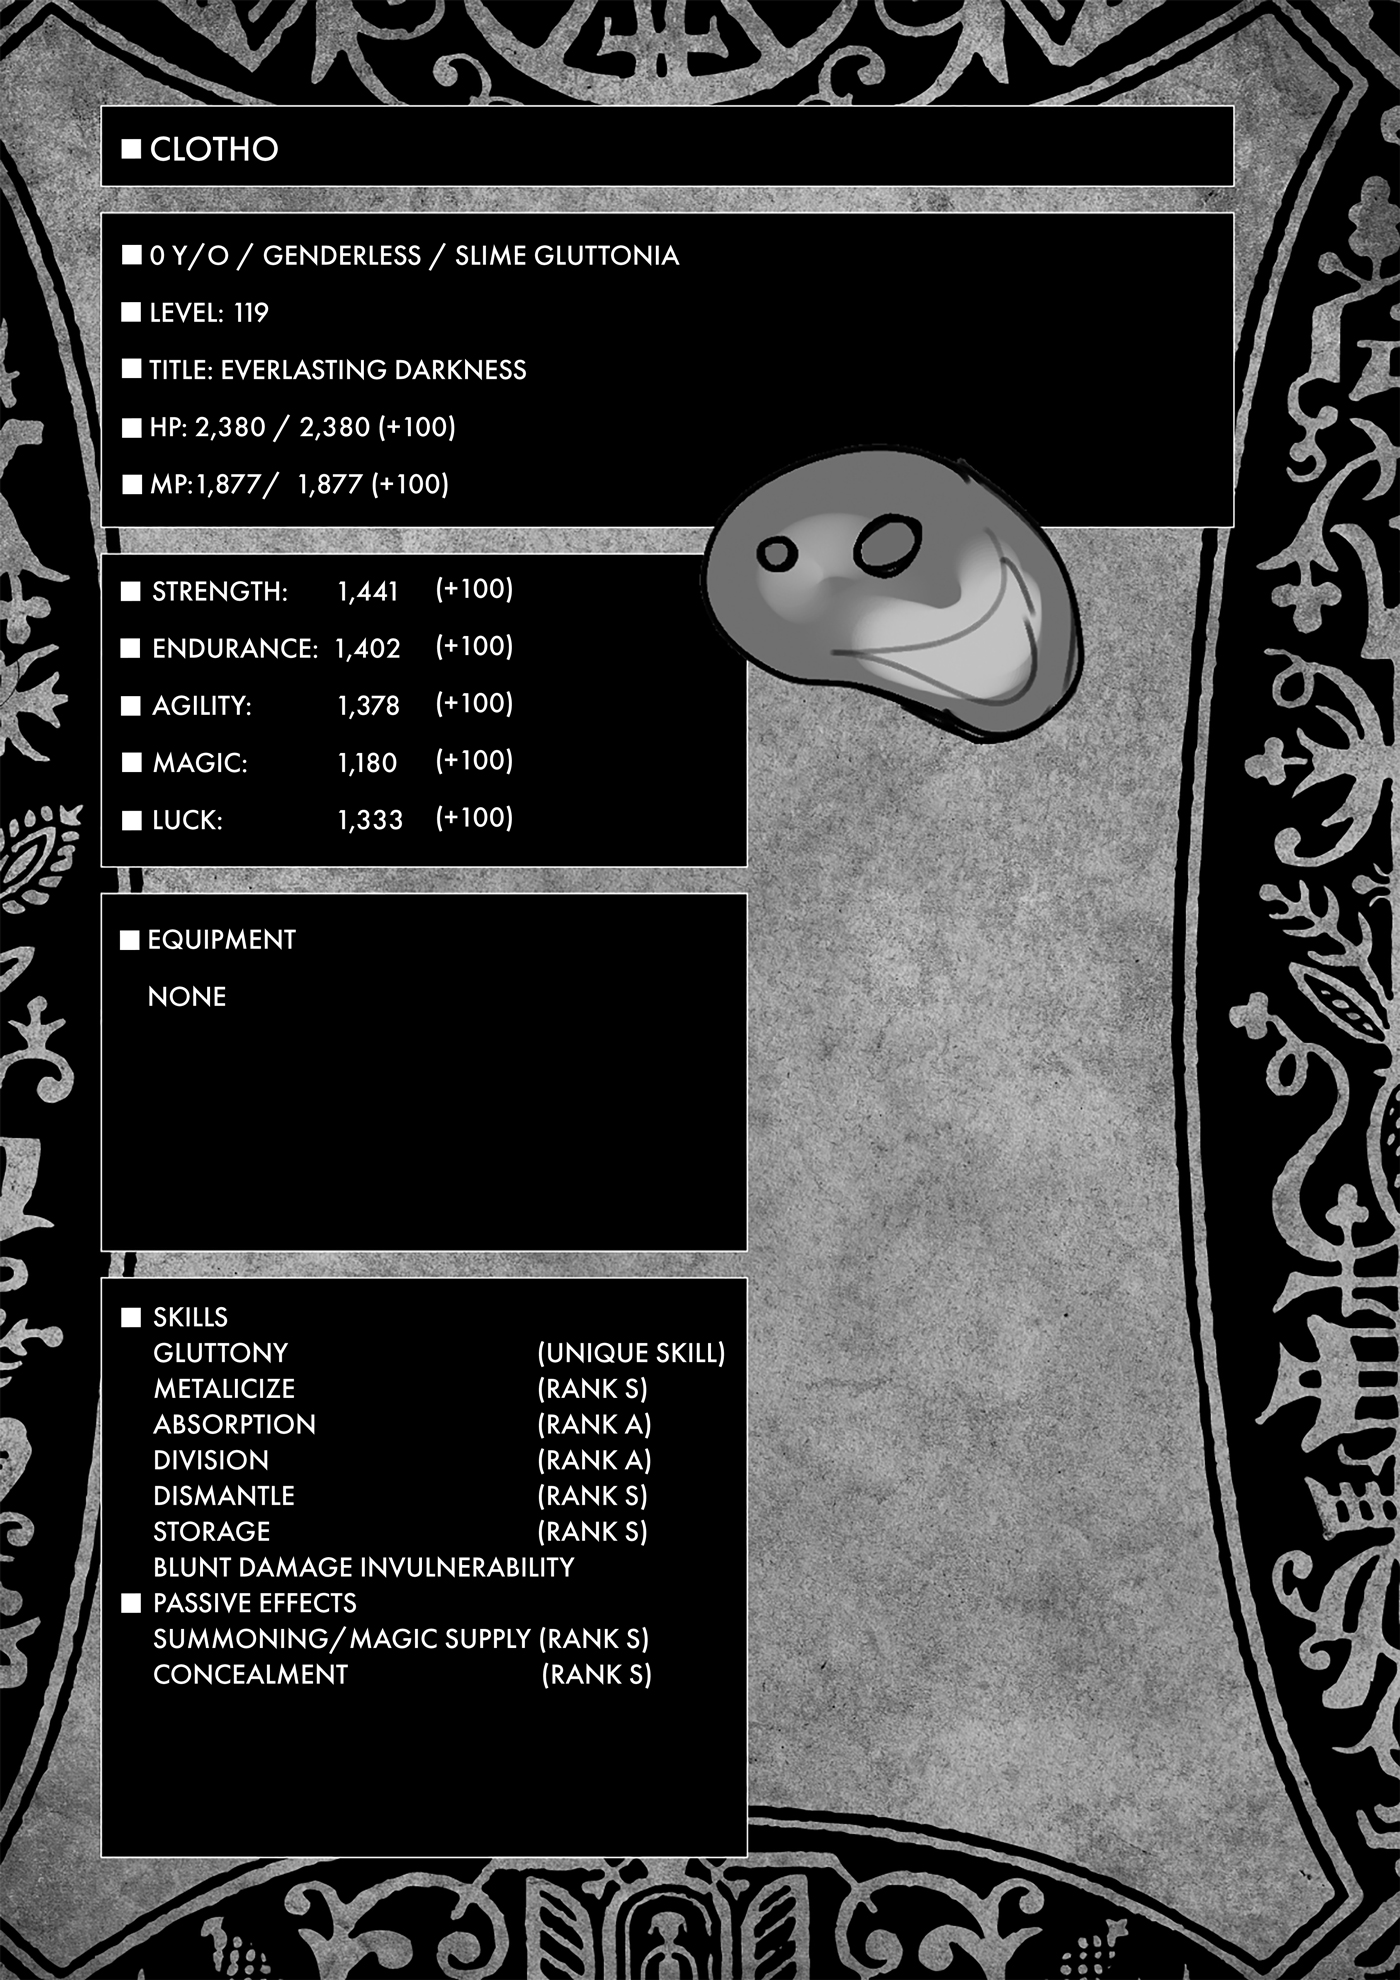 CLOTHO
0 Y/O / GENDERLESS / SLIME GLUTTONIA
LEVEL: 119
TITLE: EVERLASTING DARKNESS
HP: 2,380 / 2,380 (+100)
MP:1,877/ 1,877 (+100)
STRENGTH: 1,441 (+100)
ENDURANCE: 1,402 (+100)
AGILITY: 1,378 (+100)
MAGIC: 1,180 (+100)
LUCK: 1,333 (+100)
EQUIPMENT
NONE
SKILLS
GLUTTONY (UNIQUE SKILL)
METALICIZE (RANK S)
ABSORPTION (RANK A)
DIVISION (RANK A)
DISMANTLE (RANK S)
STORAGE (RANK S)
BLUNT DAMAGE INVULNERABILITY
PASSIVE EFFECTS
SUMMONING/MAGIC SUPPLY (RANK S)
CONCEALMENT (RANK S)